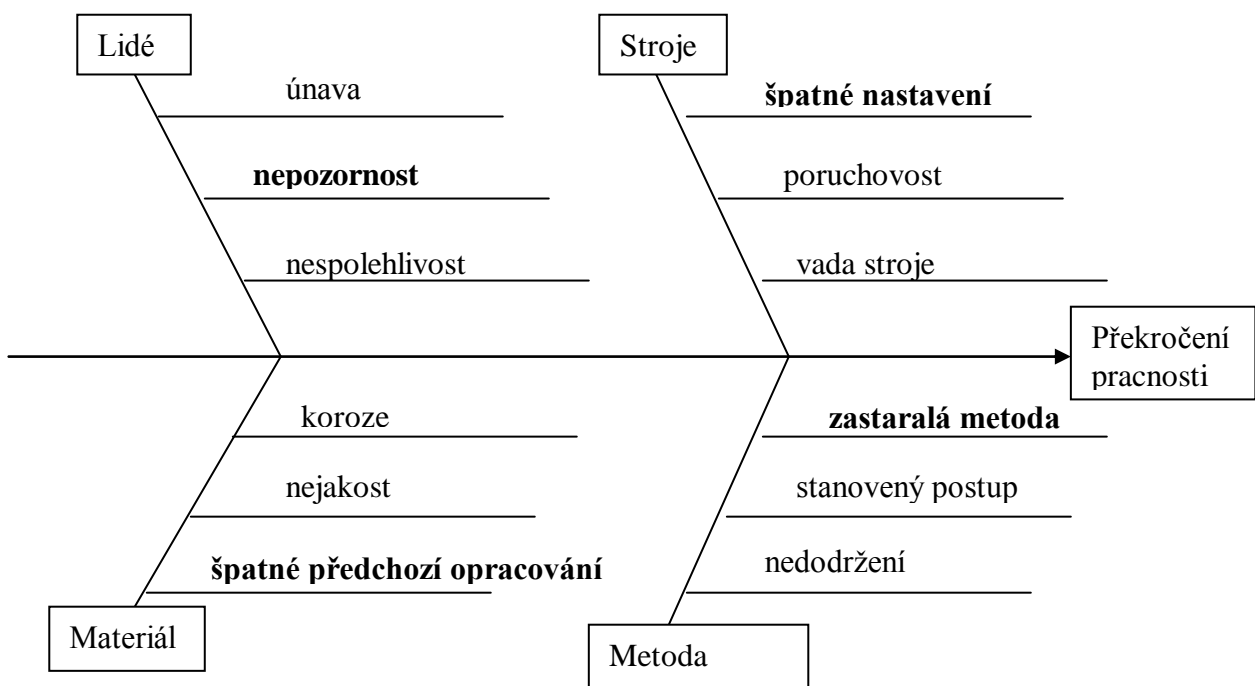 Lidé
Stroje
únava
špatné nastavení
nepozornost
poruchovost
nespolehlivost
vada stroje
Překročení
pracnosti
koroze
zastaralá metoda
nejakost
stanovený postup
špatné předchozí opracování
nedodržení
Materiál
Metoda